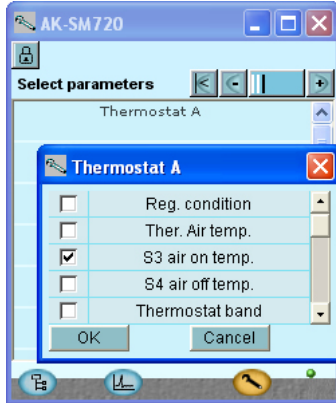 AK-SM720
Select parameters
Thermostat A
Thermostat A
Reg. condition
Ther. Air temp.
S3 air on temp.
S4 air off temp.
Thermostat band
OK Cancel